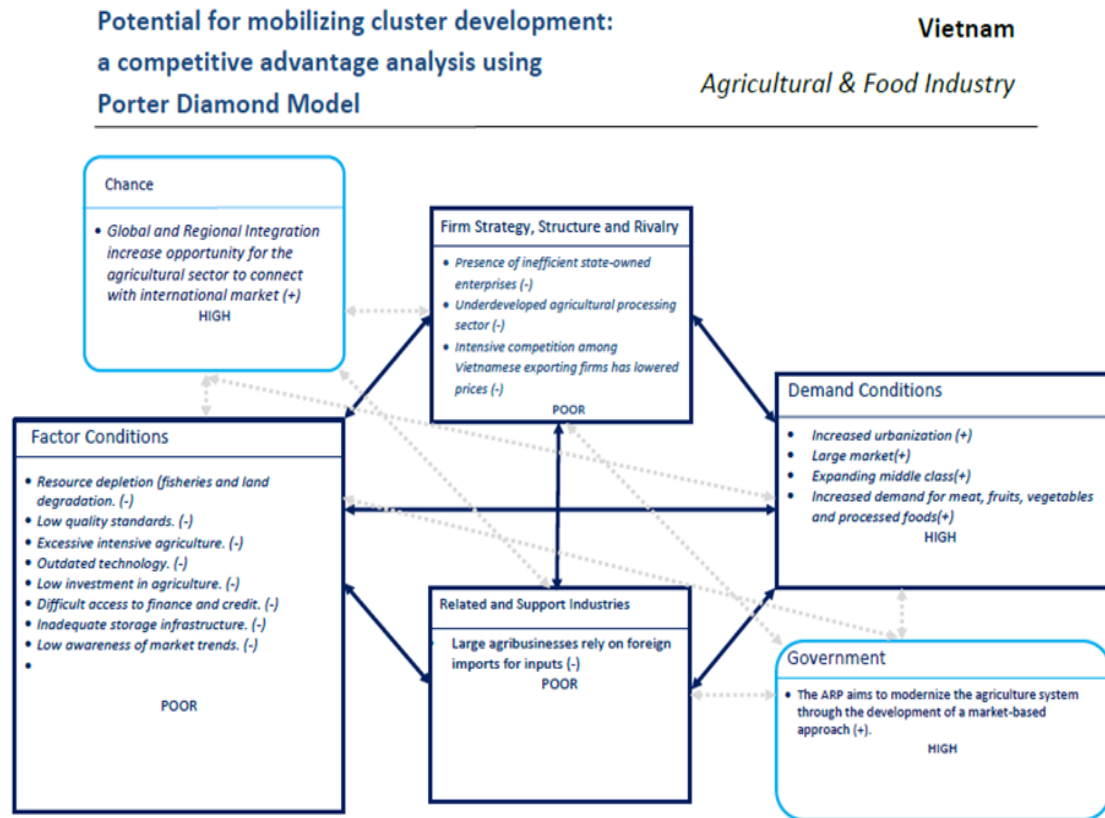 Potential for mobilizing cluster development:
a competitive advantage analysis using
Porter Diamond Model
Vietnam
Agricultural & Food Industry
Chance
• Global and Regional Integration
increase opportunity for the
agricultural sector to connect
with international market (+)
HIGH
Firm Strategy, Structure and Rivalry
• Presence of inefficient state-owned
enterprises (-)
• Underdeveloped agricultural processing
sector (-)
• Intensive competition among
Vietnamese exporting firms has lowered
prices (-)
POOR
Demand Conditions
• Increased urbanization (+)
• Large market(+)
• Expanding middle class(+)
• Increased demand for meat, fruits, vegetables
and processed foods(+)
HIGH
Factor Conditions
• Resource depletion (fisheries and land
degradation. (-)
• Low quality standards. (-)
• Excessive intensive agriculture. (-)
• Outdated technology. (-)
• Low investment in agriculture. (-)
• Difficult access to finance and credit. (-)
• Inadequate storage infrastructure. (-)
• Low awareness of market trends. (-)
•
POOR
Related and Support Industries
• Large agribusinesses rely on foreign
imports for inputs (-)
POOR
Government
• The ARP aims to modernize the agriculture system
through the development of a market-based
approach (+).
HIGH